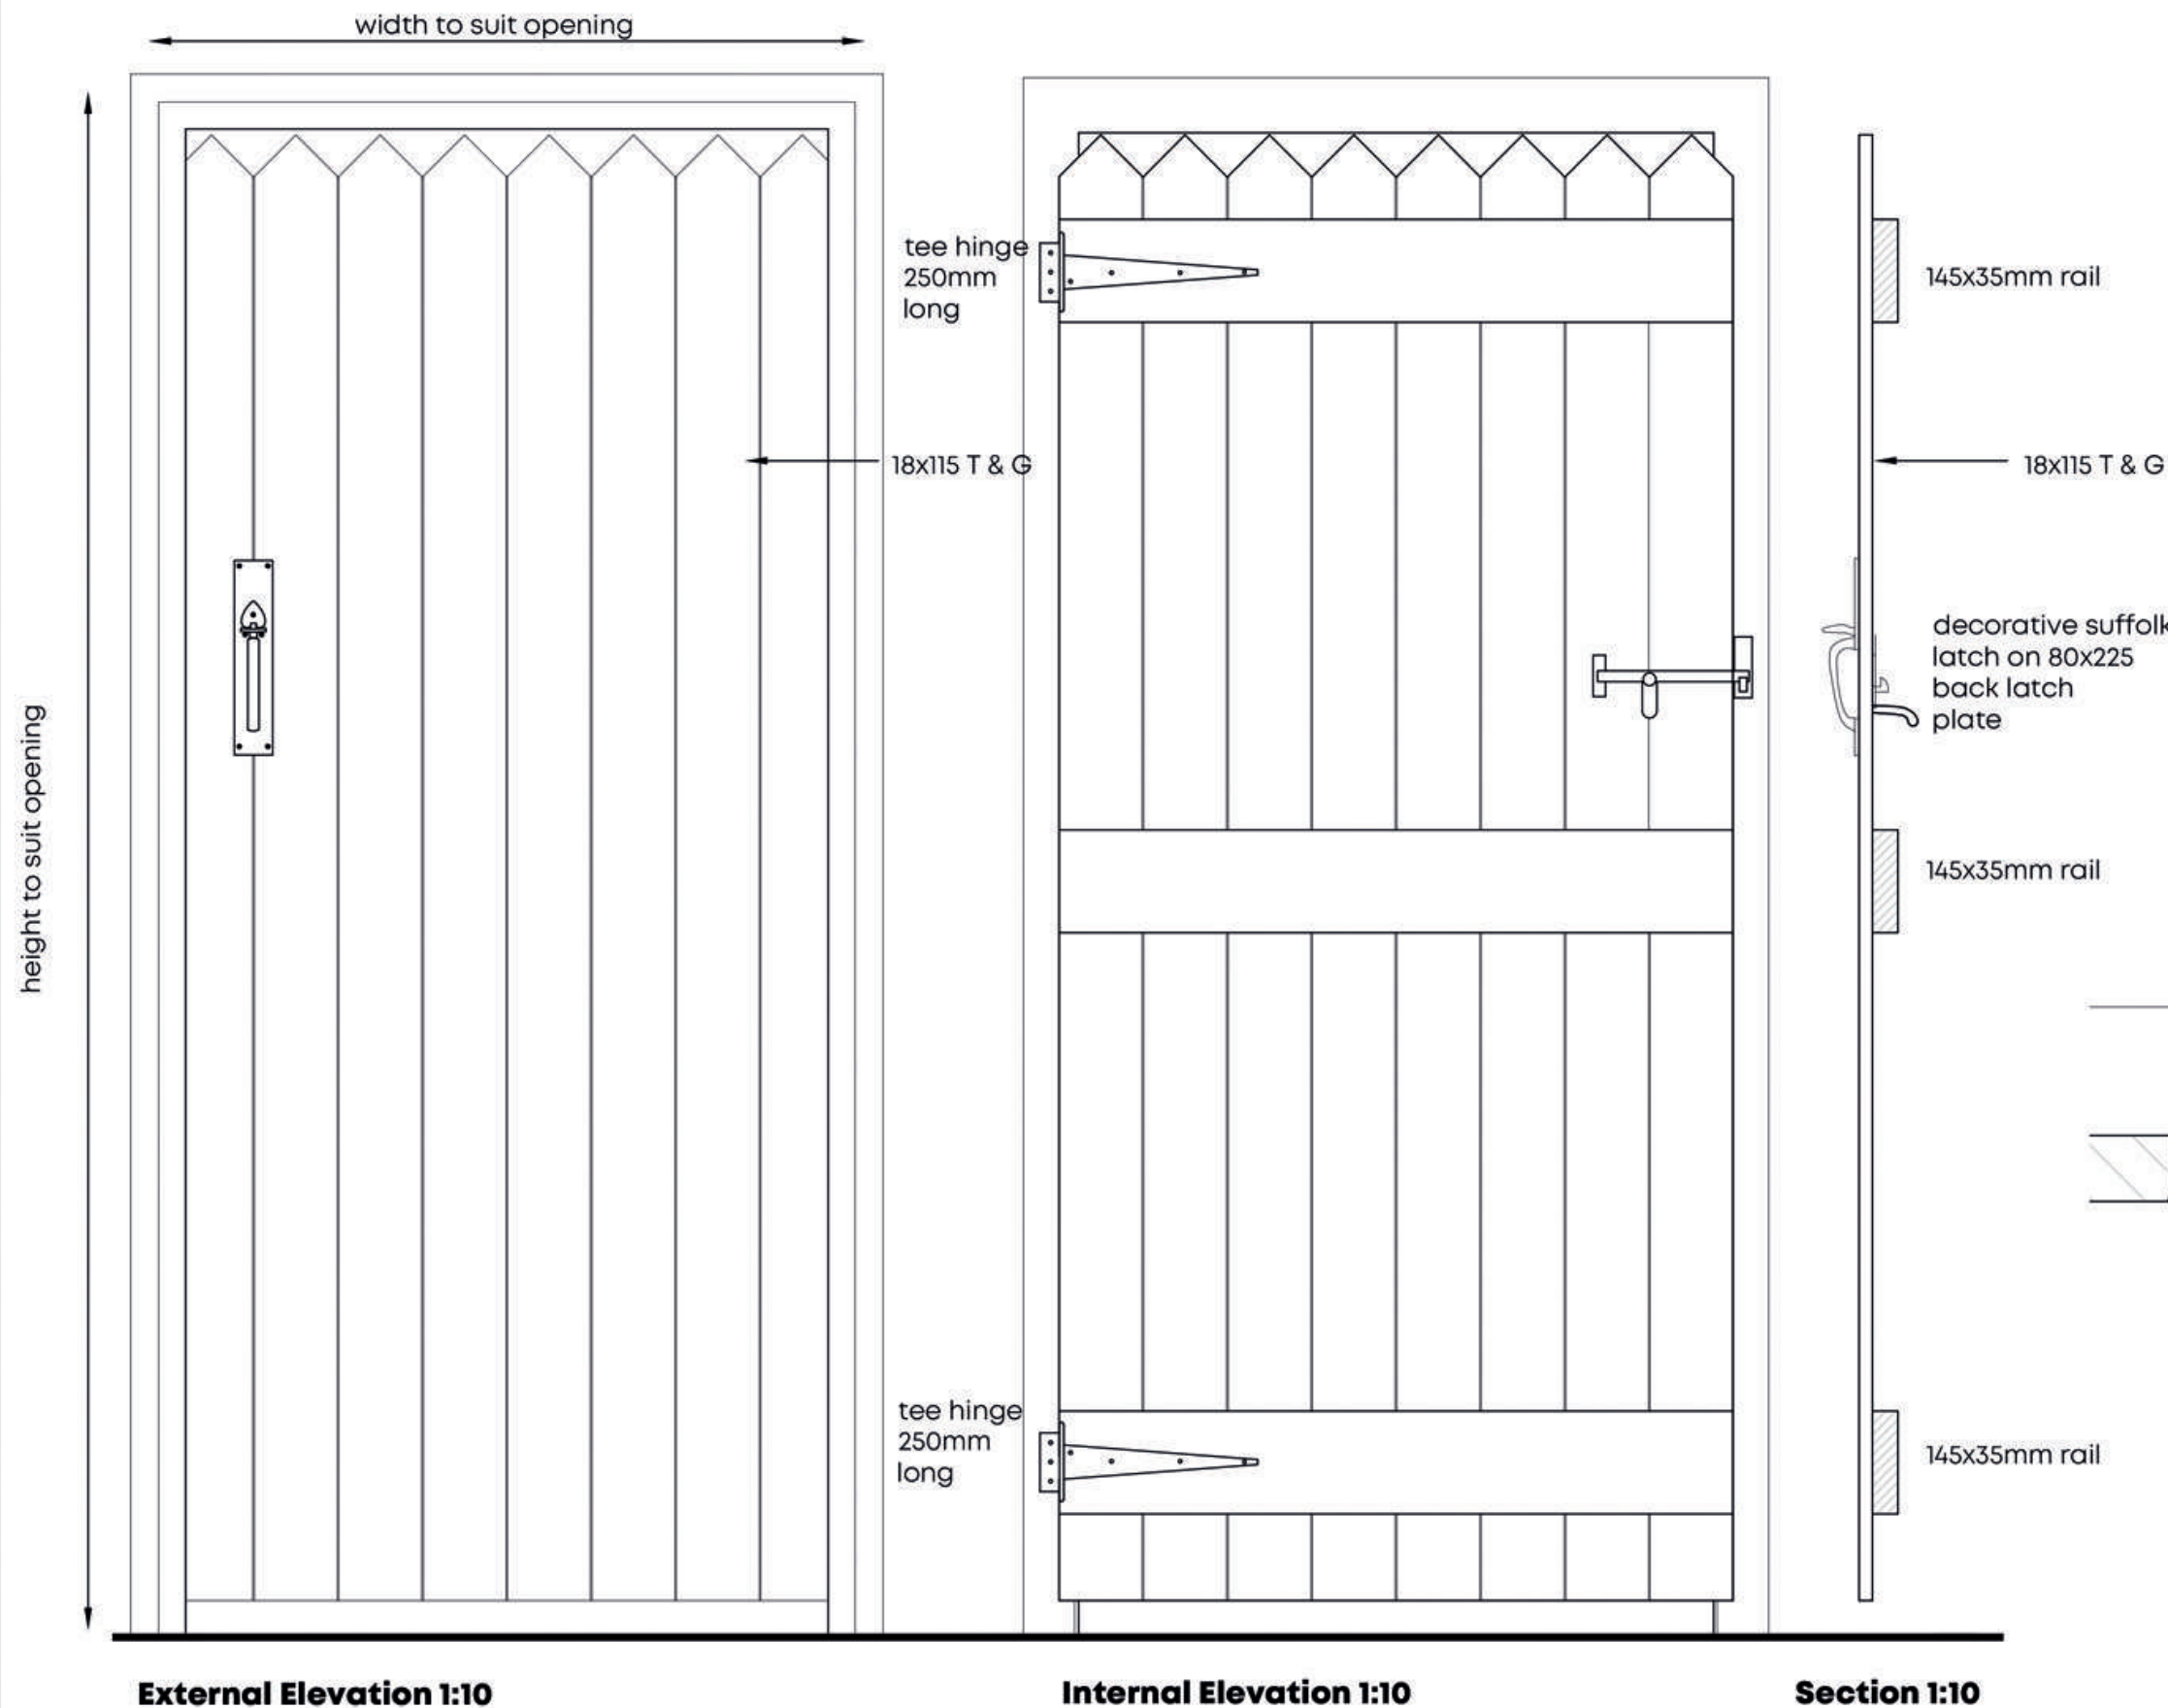 width to suit opening
height to suit opening
tee hinge
250mm
long
18x115 T & G
tee hinge
250mm
long
145x35mm rail
18x115 T & G
decorative suffolk
latch on 80x225
back latch
plate
145x35mm rail
145x35mm rail
External Elevation 1:10
Internal Elevation 1:10
Section 1:10